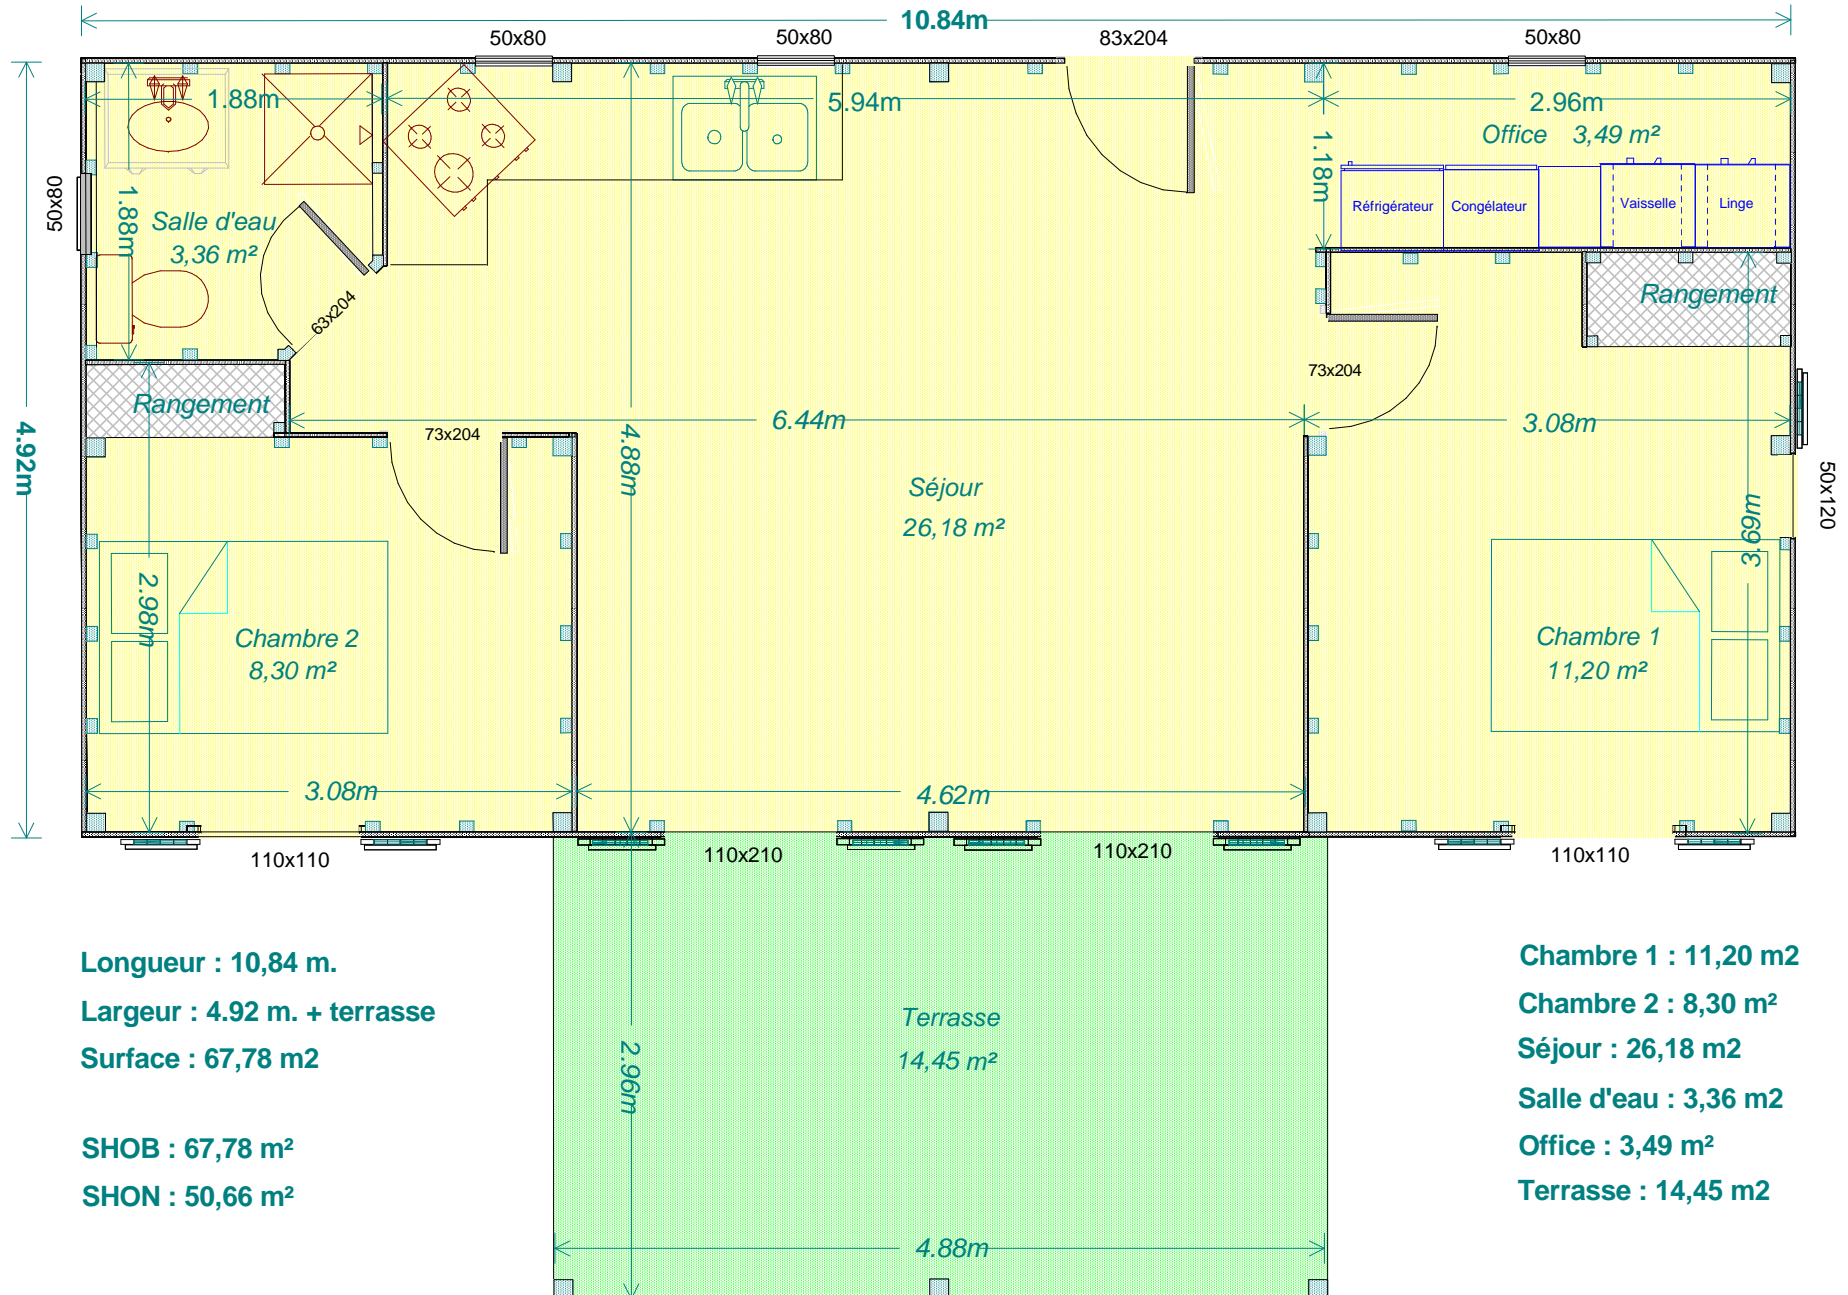 10.84m
50x80
50x80
83x204
50x80
1.88m
5.94m
2.96m
Office 3,49 m²
1.18m
50x80
1.88m
Salle d'eau
3,36 m²
Réfrigérateur
Congélateur
Vaisselle
Linge
63x204
Rangement
73x204
Rangement
73x204
6.44m
3.08m
4.92m
4.88m
50x120
Séjour
26,18 m²
3.69m
2.98m
Chambre 2
8,30 m²
Chambre 1
11,20 m²
3.08m
4.62m
110x110
110x210
110x210
110x110
Longueur : 10,84 m.
Largeur : 4.92 m. + terrasse
Surface : 67,78 m2
SHOB : 67,78 m²
SHON : 50,66 m²
Terrasse
14,45 m²
2.96m
4.88m
Chambre 1 : 11,20 m2
Chambre 2 : 8,30 m²
Séjour : 26,18 m2
Salle d'eau : 3,36 m2
Office : 3,49 m²
Terrasse : 14,45 m2